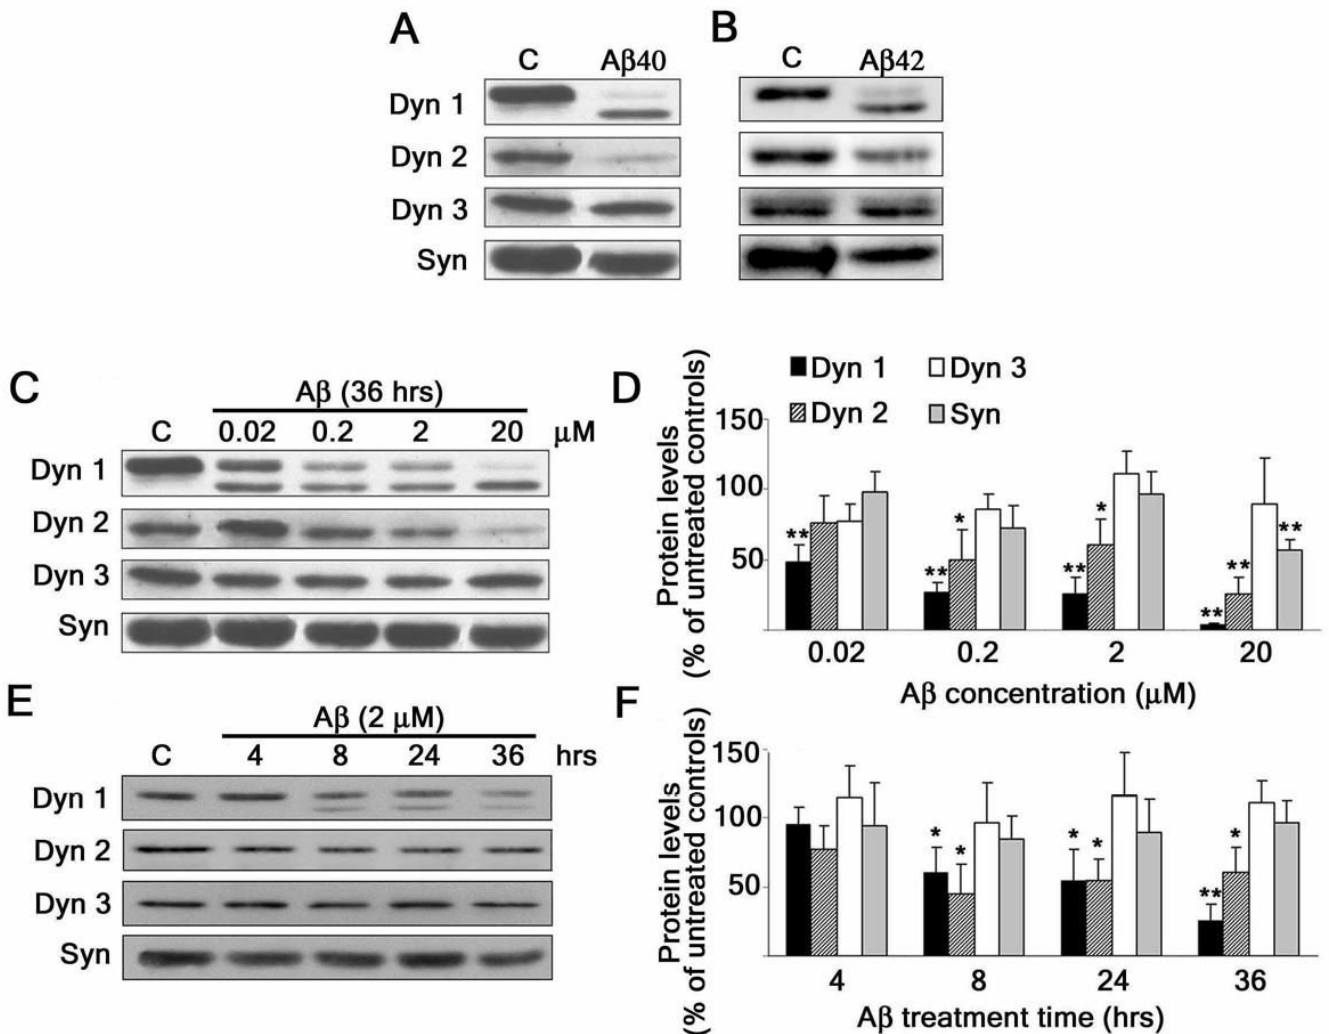 A
B
C Aβ40
C Aβ42
Dyn 1
Dyn 2
Dyn 3
Syn
C
Aβ (36 hrs)
C 0.02 0.2 2 20 μM
Dyn 1
Dyn 2
Dyn 3
Syn
D
Dyn 1 Dyn 3
Dyn 2 Syn
Protein levels
(% of untreated controls)
150
100
50
** ** * ** * ** ** **
0.02 0.2 2 20
Aβ concentration (μM)
E
Aβ (2 μM)
C 4 8 24 36 hrs
Dyn 1
Dyn 2
Dyn 3
Syn
F
Protein levels
(% of untreated controls)
150
100
50
* * * * ** *
4 8 24 36
Aβ treatment time (hrs)